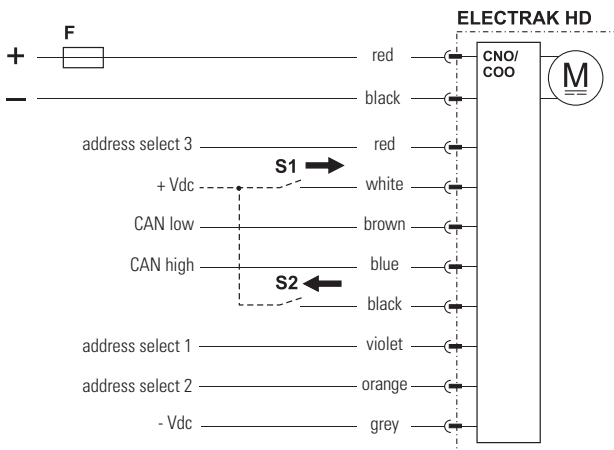 ELECTRAK HD
F
+ red CNO/
COO
M
− black
address select 3 red
S1
+ Vdc white
CAN low brown
CAN high blue
S2
black
address select 1 violet
address select 2 orange
- Vdc grey